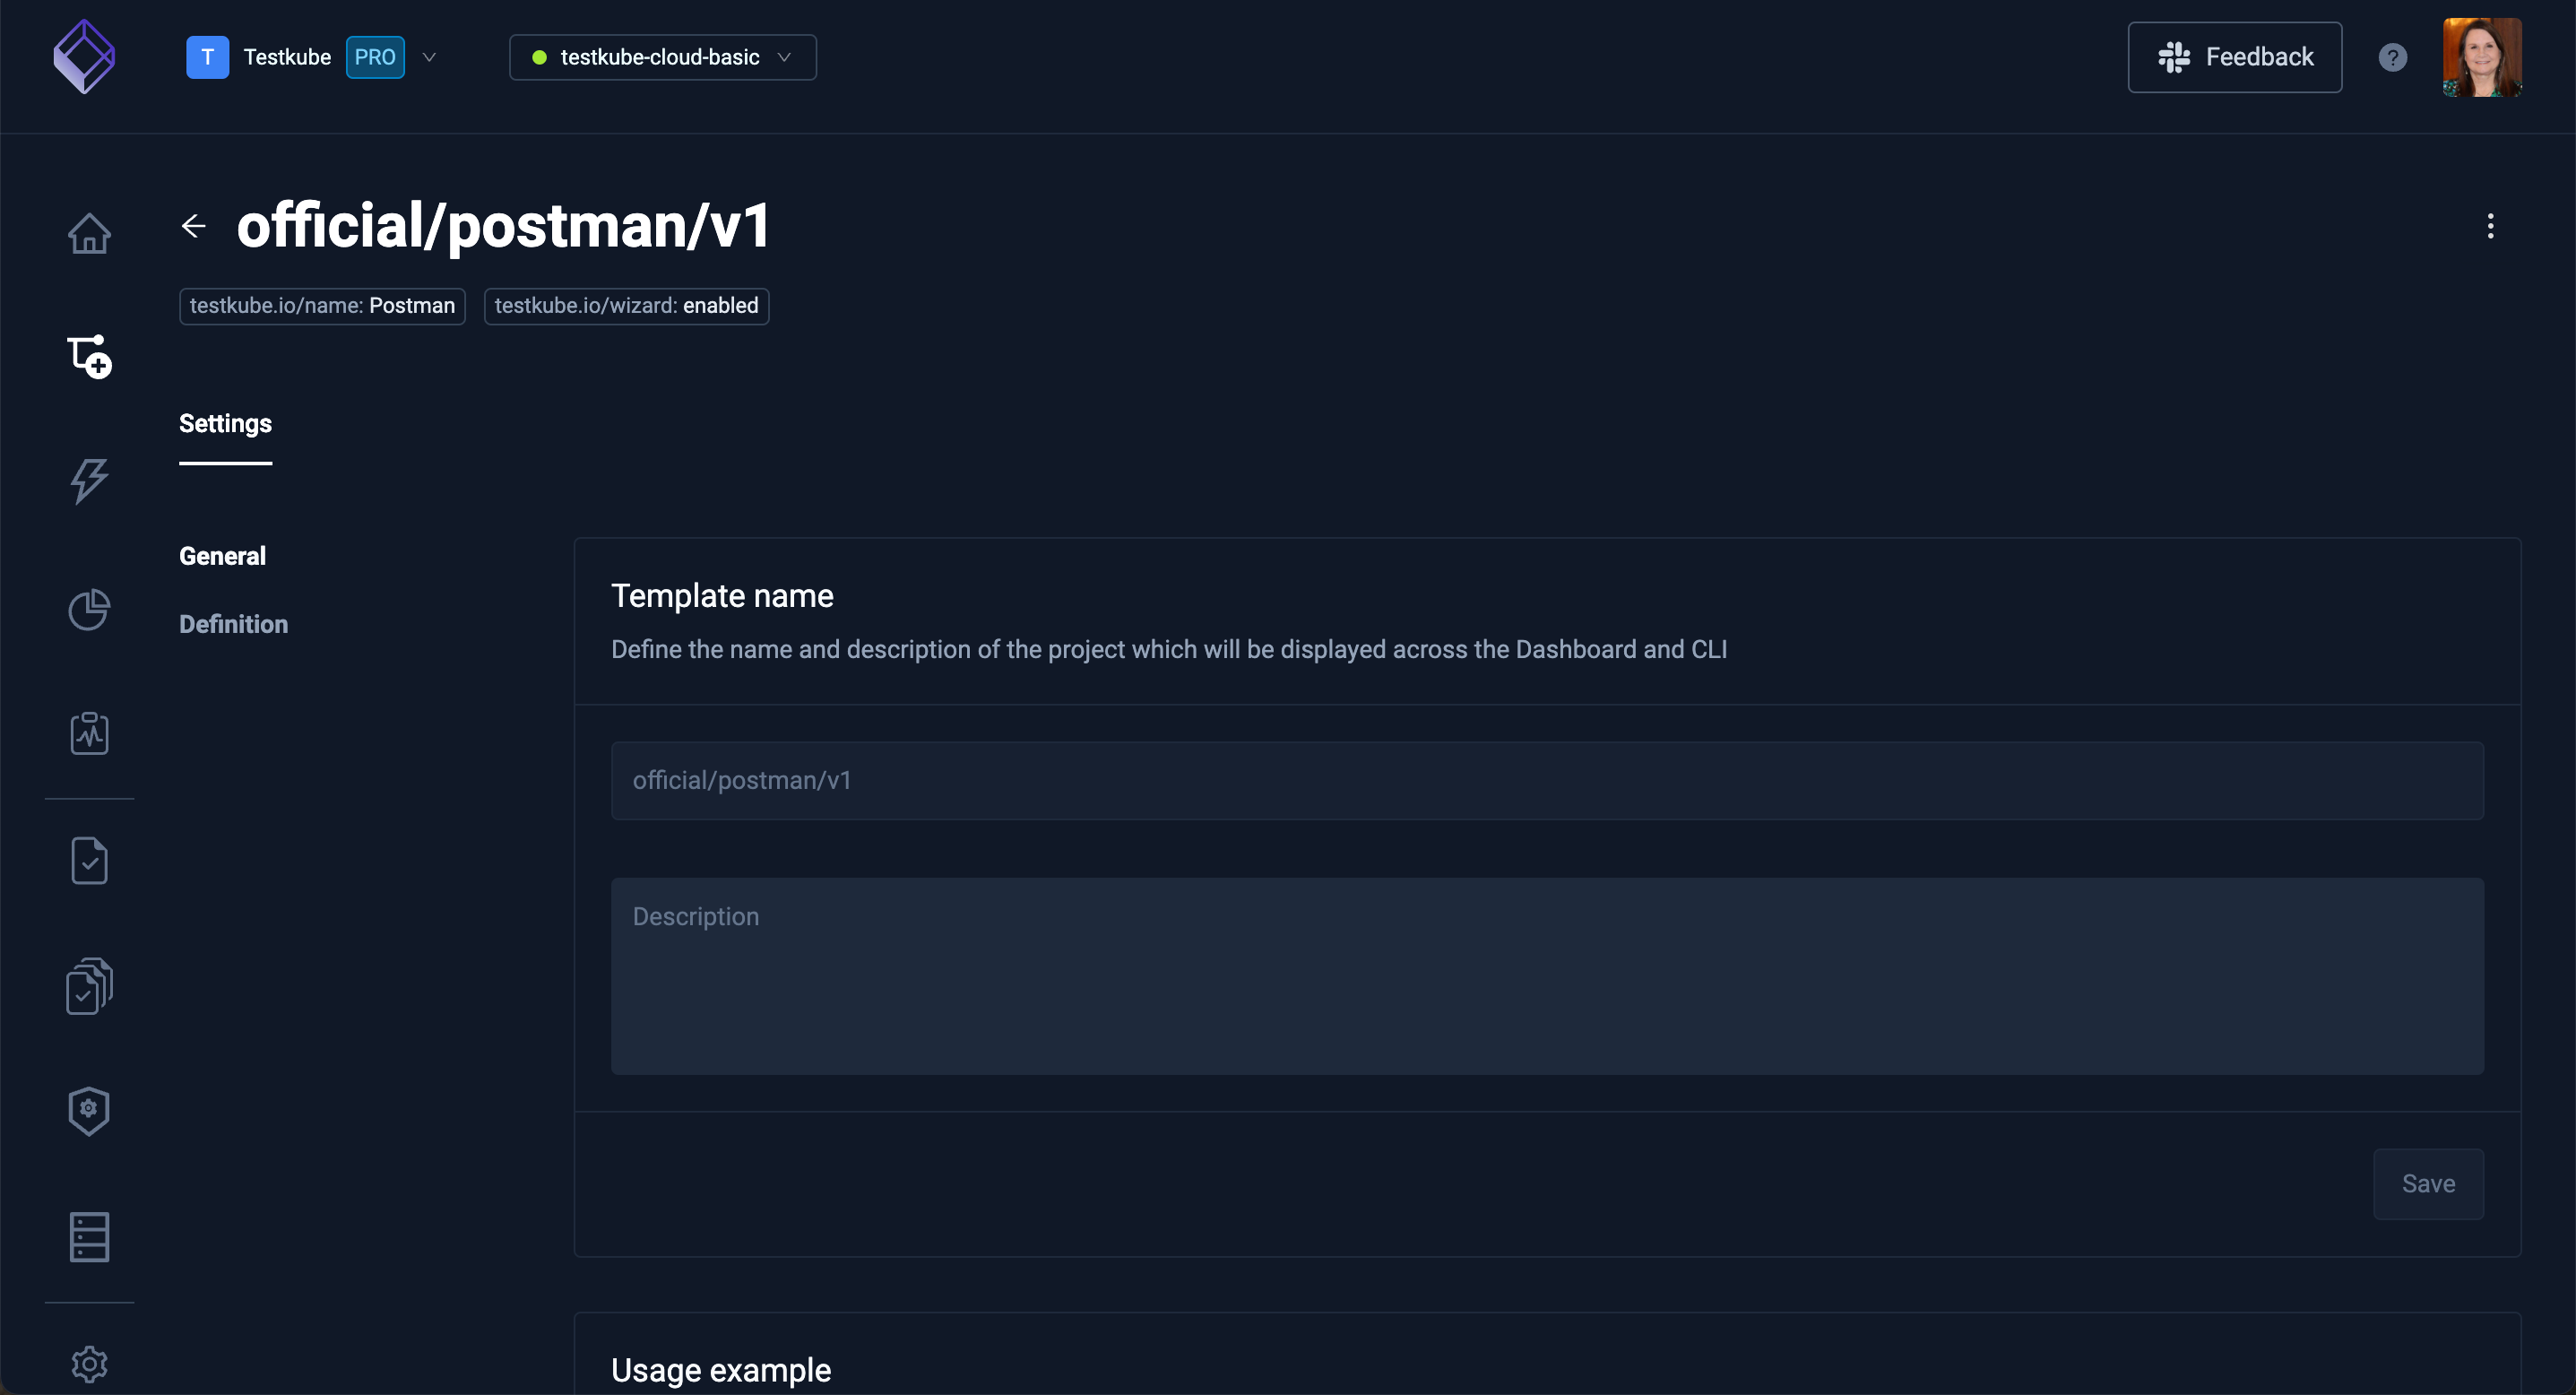 T Testkube PRO testkube-cloud-basic Feedback ?
official/postman/v1
testkube.io/name: Postman testkube.io/wizard: enabled
Settings
General
Definition
Template name
Define the name and description of the project which will be displayed across the Dashboard and CLI
official/postman/v1
Description
Save
Usage example